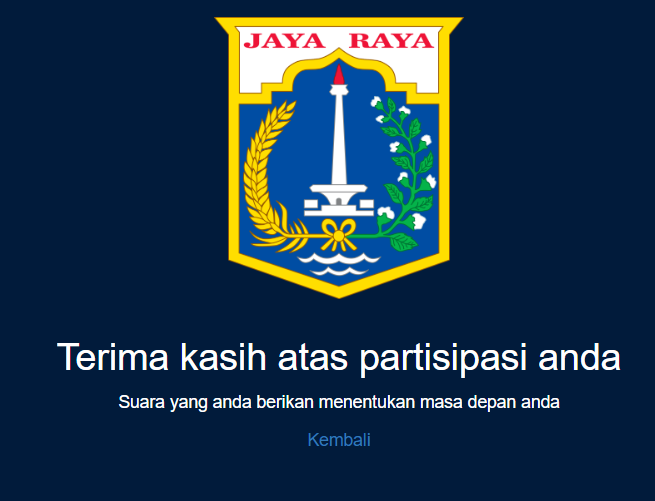 JAYA RAYA
Terima kasih atas partisipasi anda
Suara yang anda berikan menentukan masa depan anda
Kembali